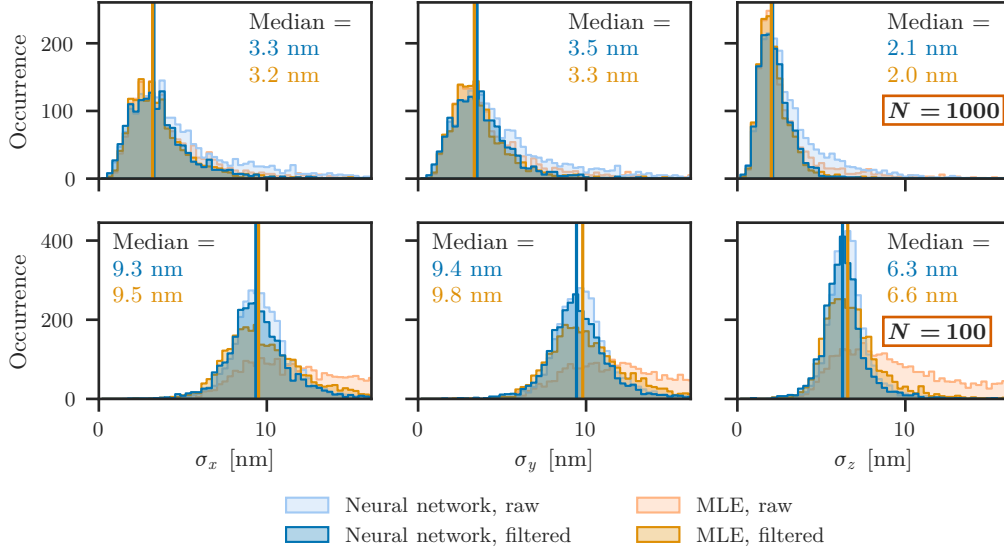 Occurrence
200
100
0
Median =
3.3 nm
3.2 nm
Median =
3.5 nm
3.3 nm
Median =
2.1 nm
2.0 nm
N = 1000
Occurrence
400
200
0
Median =
9.3 nm
9.5 nm
Median =
9.4 nm
9.8 nm
Median =
6.3 nm
6.6 nm
N = 100
0 10
0 10
0 10
σx [nm]
σy [nm]
σz [nm]
Neural network, raw
Neural network, filtered
MLE, raw
MLE, filtered